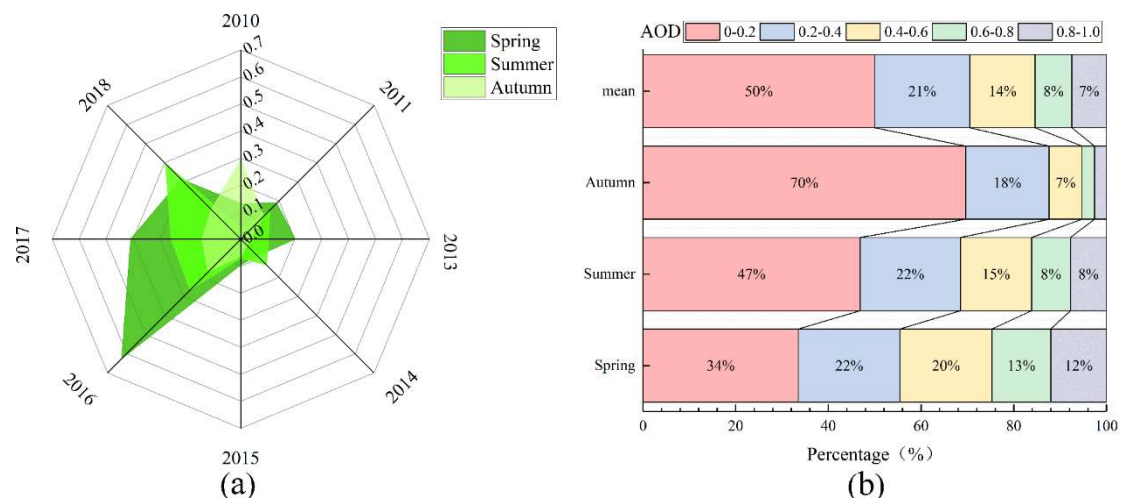 2010
2011
2013
2014
2015
2016
2017
2018
0.7
0.6
0.5
0.4
0.3
0.2
0.1
0.0
Spring
Summer
Autumn
(a)
AOD 0-0.2 0.2-0.4 0.4-0.6 0.6-0.8 0.8-1.0
mean 50% 21% 14% 8% 7%
Autumn 70% 18% 7%
Summer 47% 22% 15% 8% 8%
Spring 34% 22% 20% 13% 12%
0 20 40 60 80 100
Percentage（%）
(b)